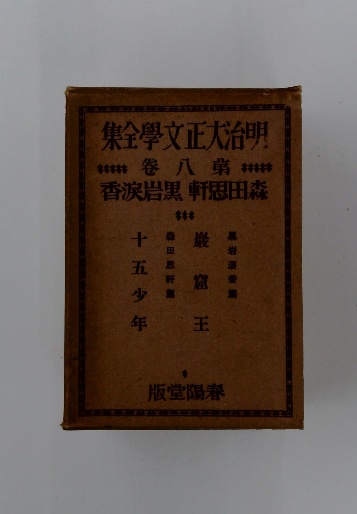 明治大正文學全集
第八卷
黒岩涙香 森田思軒
黒岩涙香篇
巖窟王
森田思軒篇
十五少年
春陽堂版